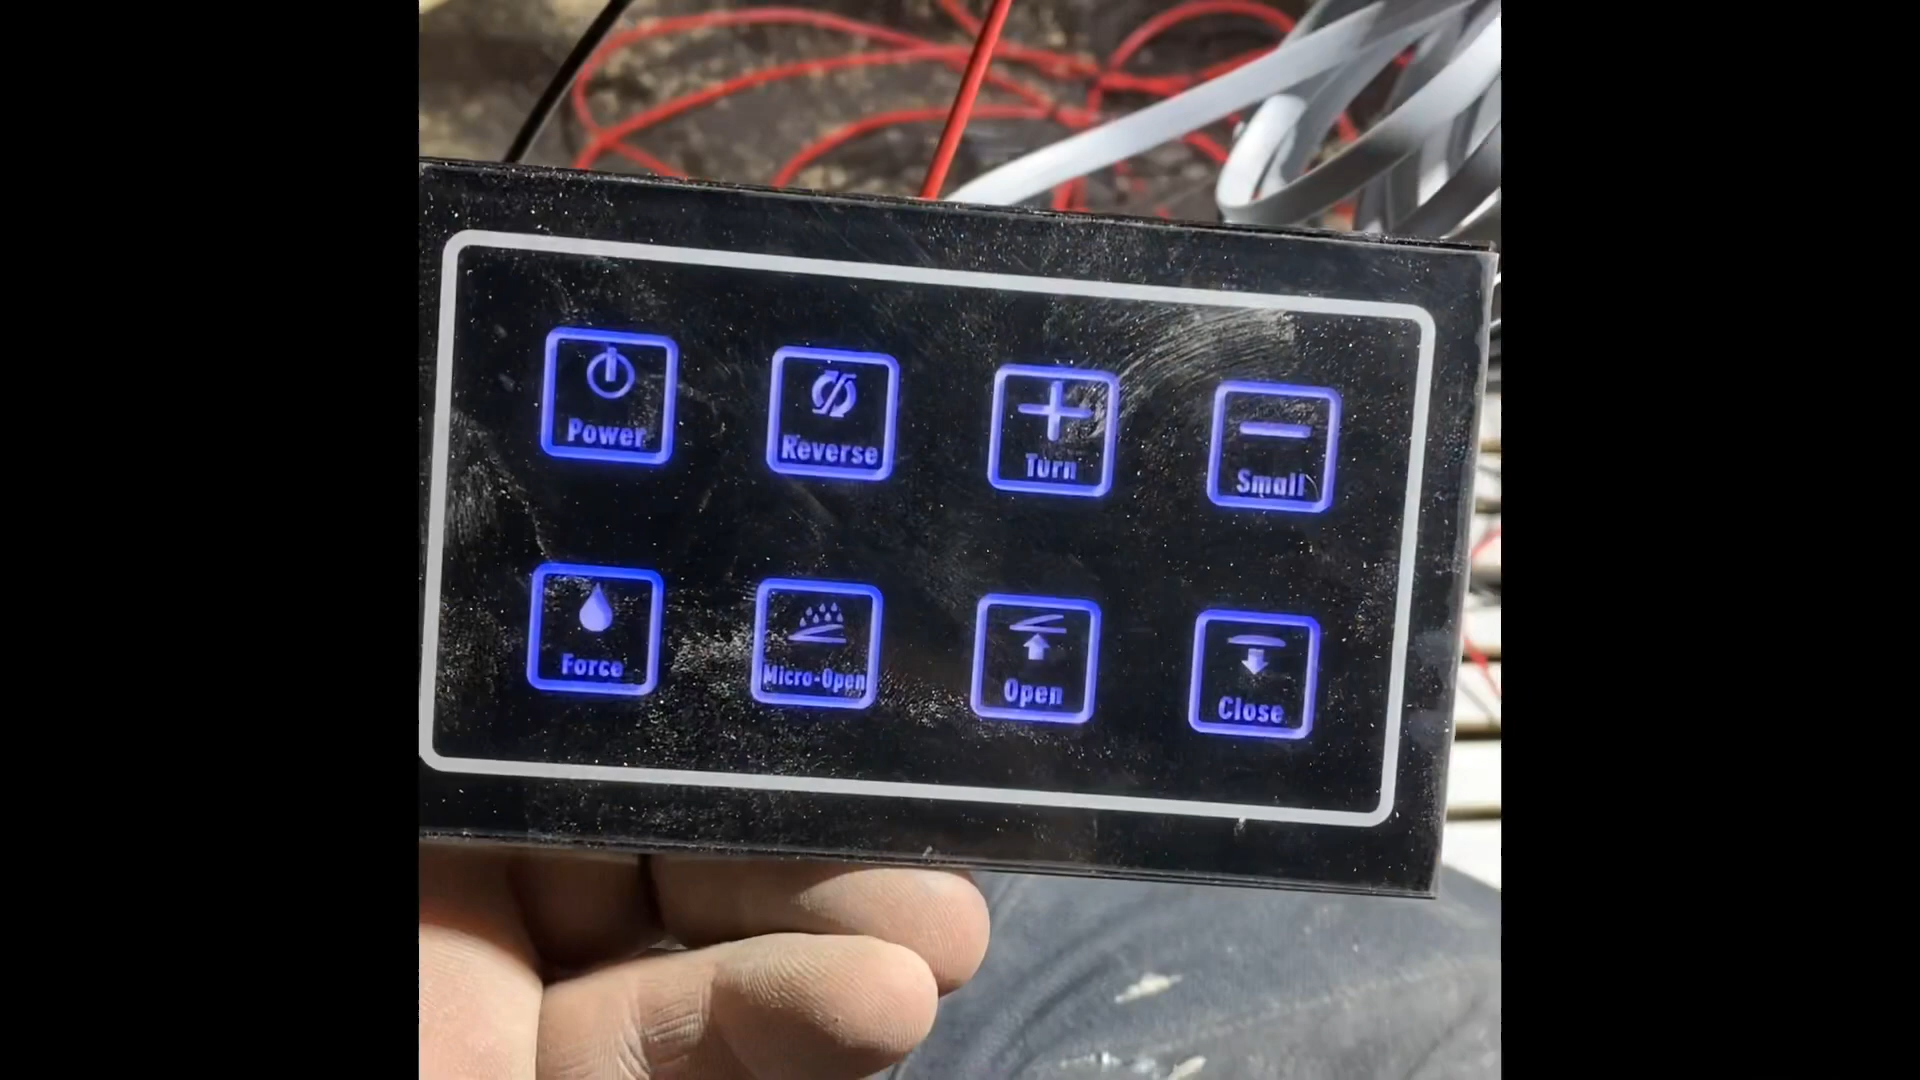 Power
Reverse
Turn
Small
Force
Micro-Open
Open
Close